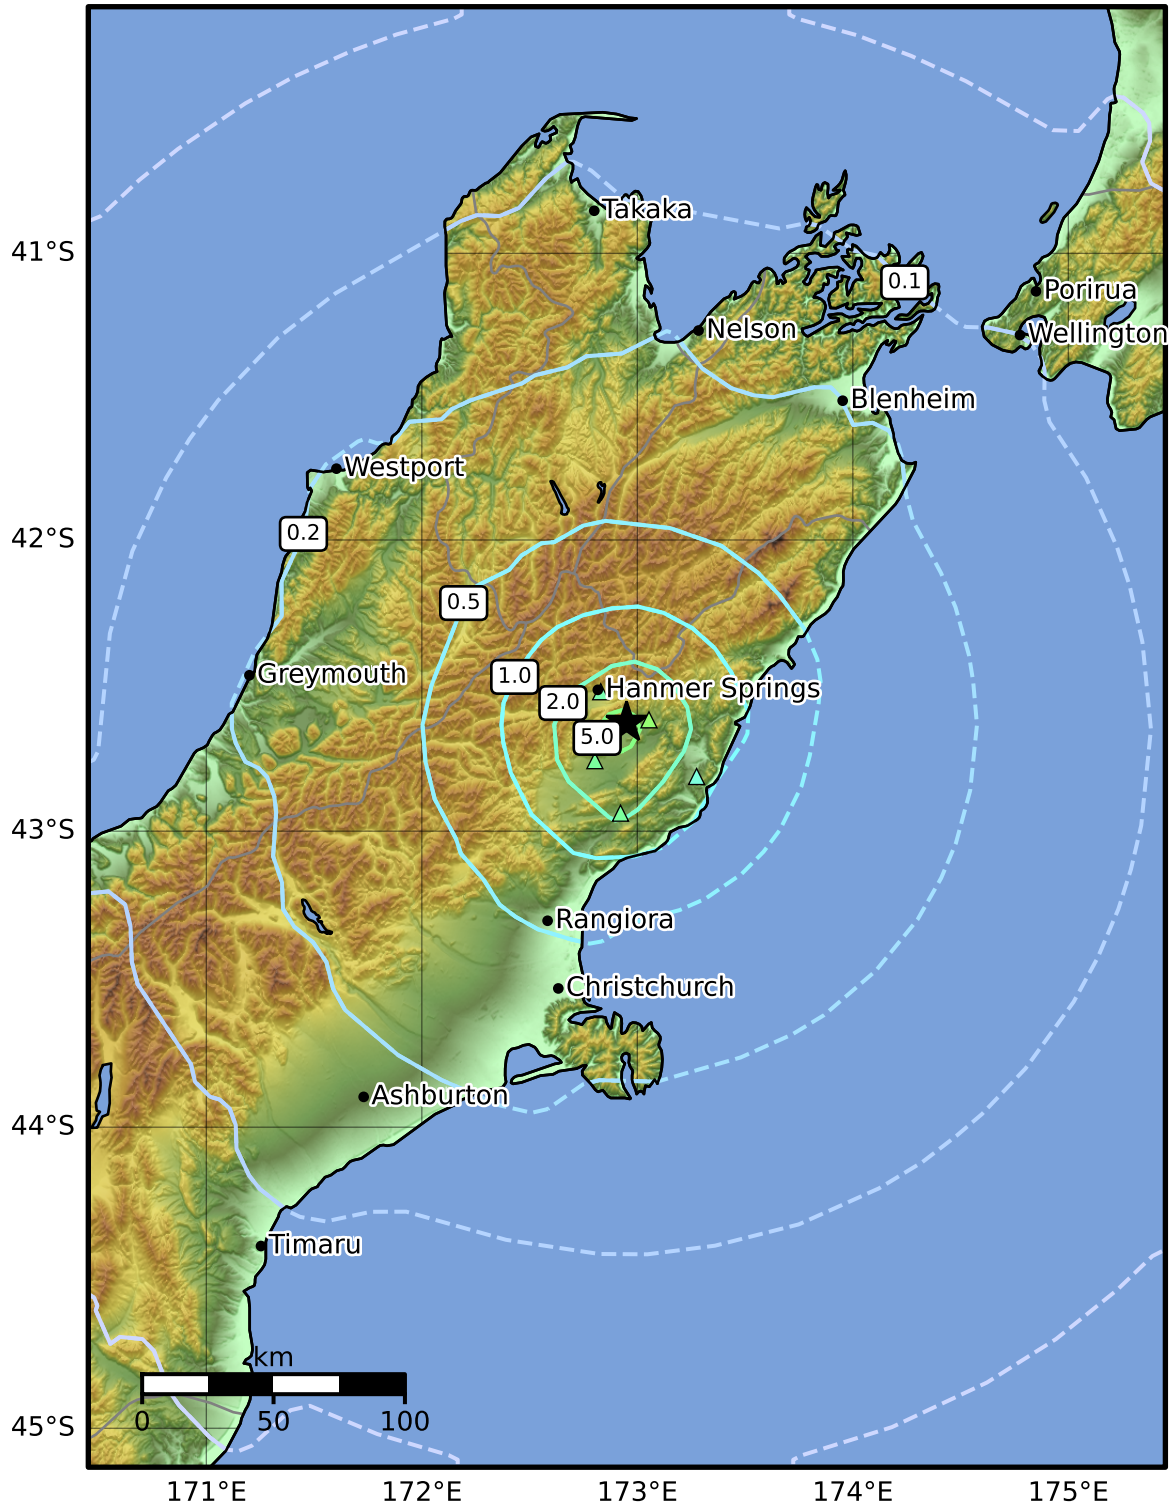 Takaka
41°S
0.1
Porirua
Nelson
Wellington
Blenheim
Westport
42°S
0.2
0.5
Greymouth
1.0
Hanmer Springs
2.0
5.0
43°S
Rangiora
Christchurch
Ashburton
44°S
Timaru
km
0 50 100
45°S
171°E 172°E 173°E 174°E 175°E